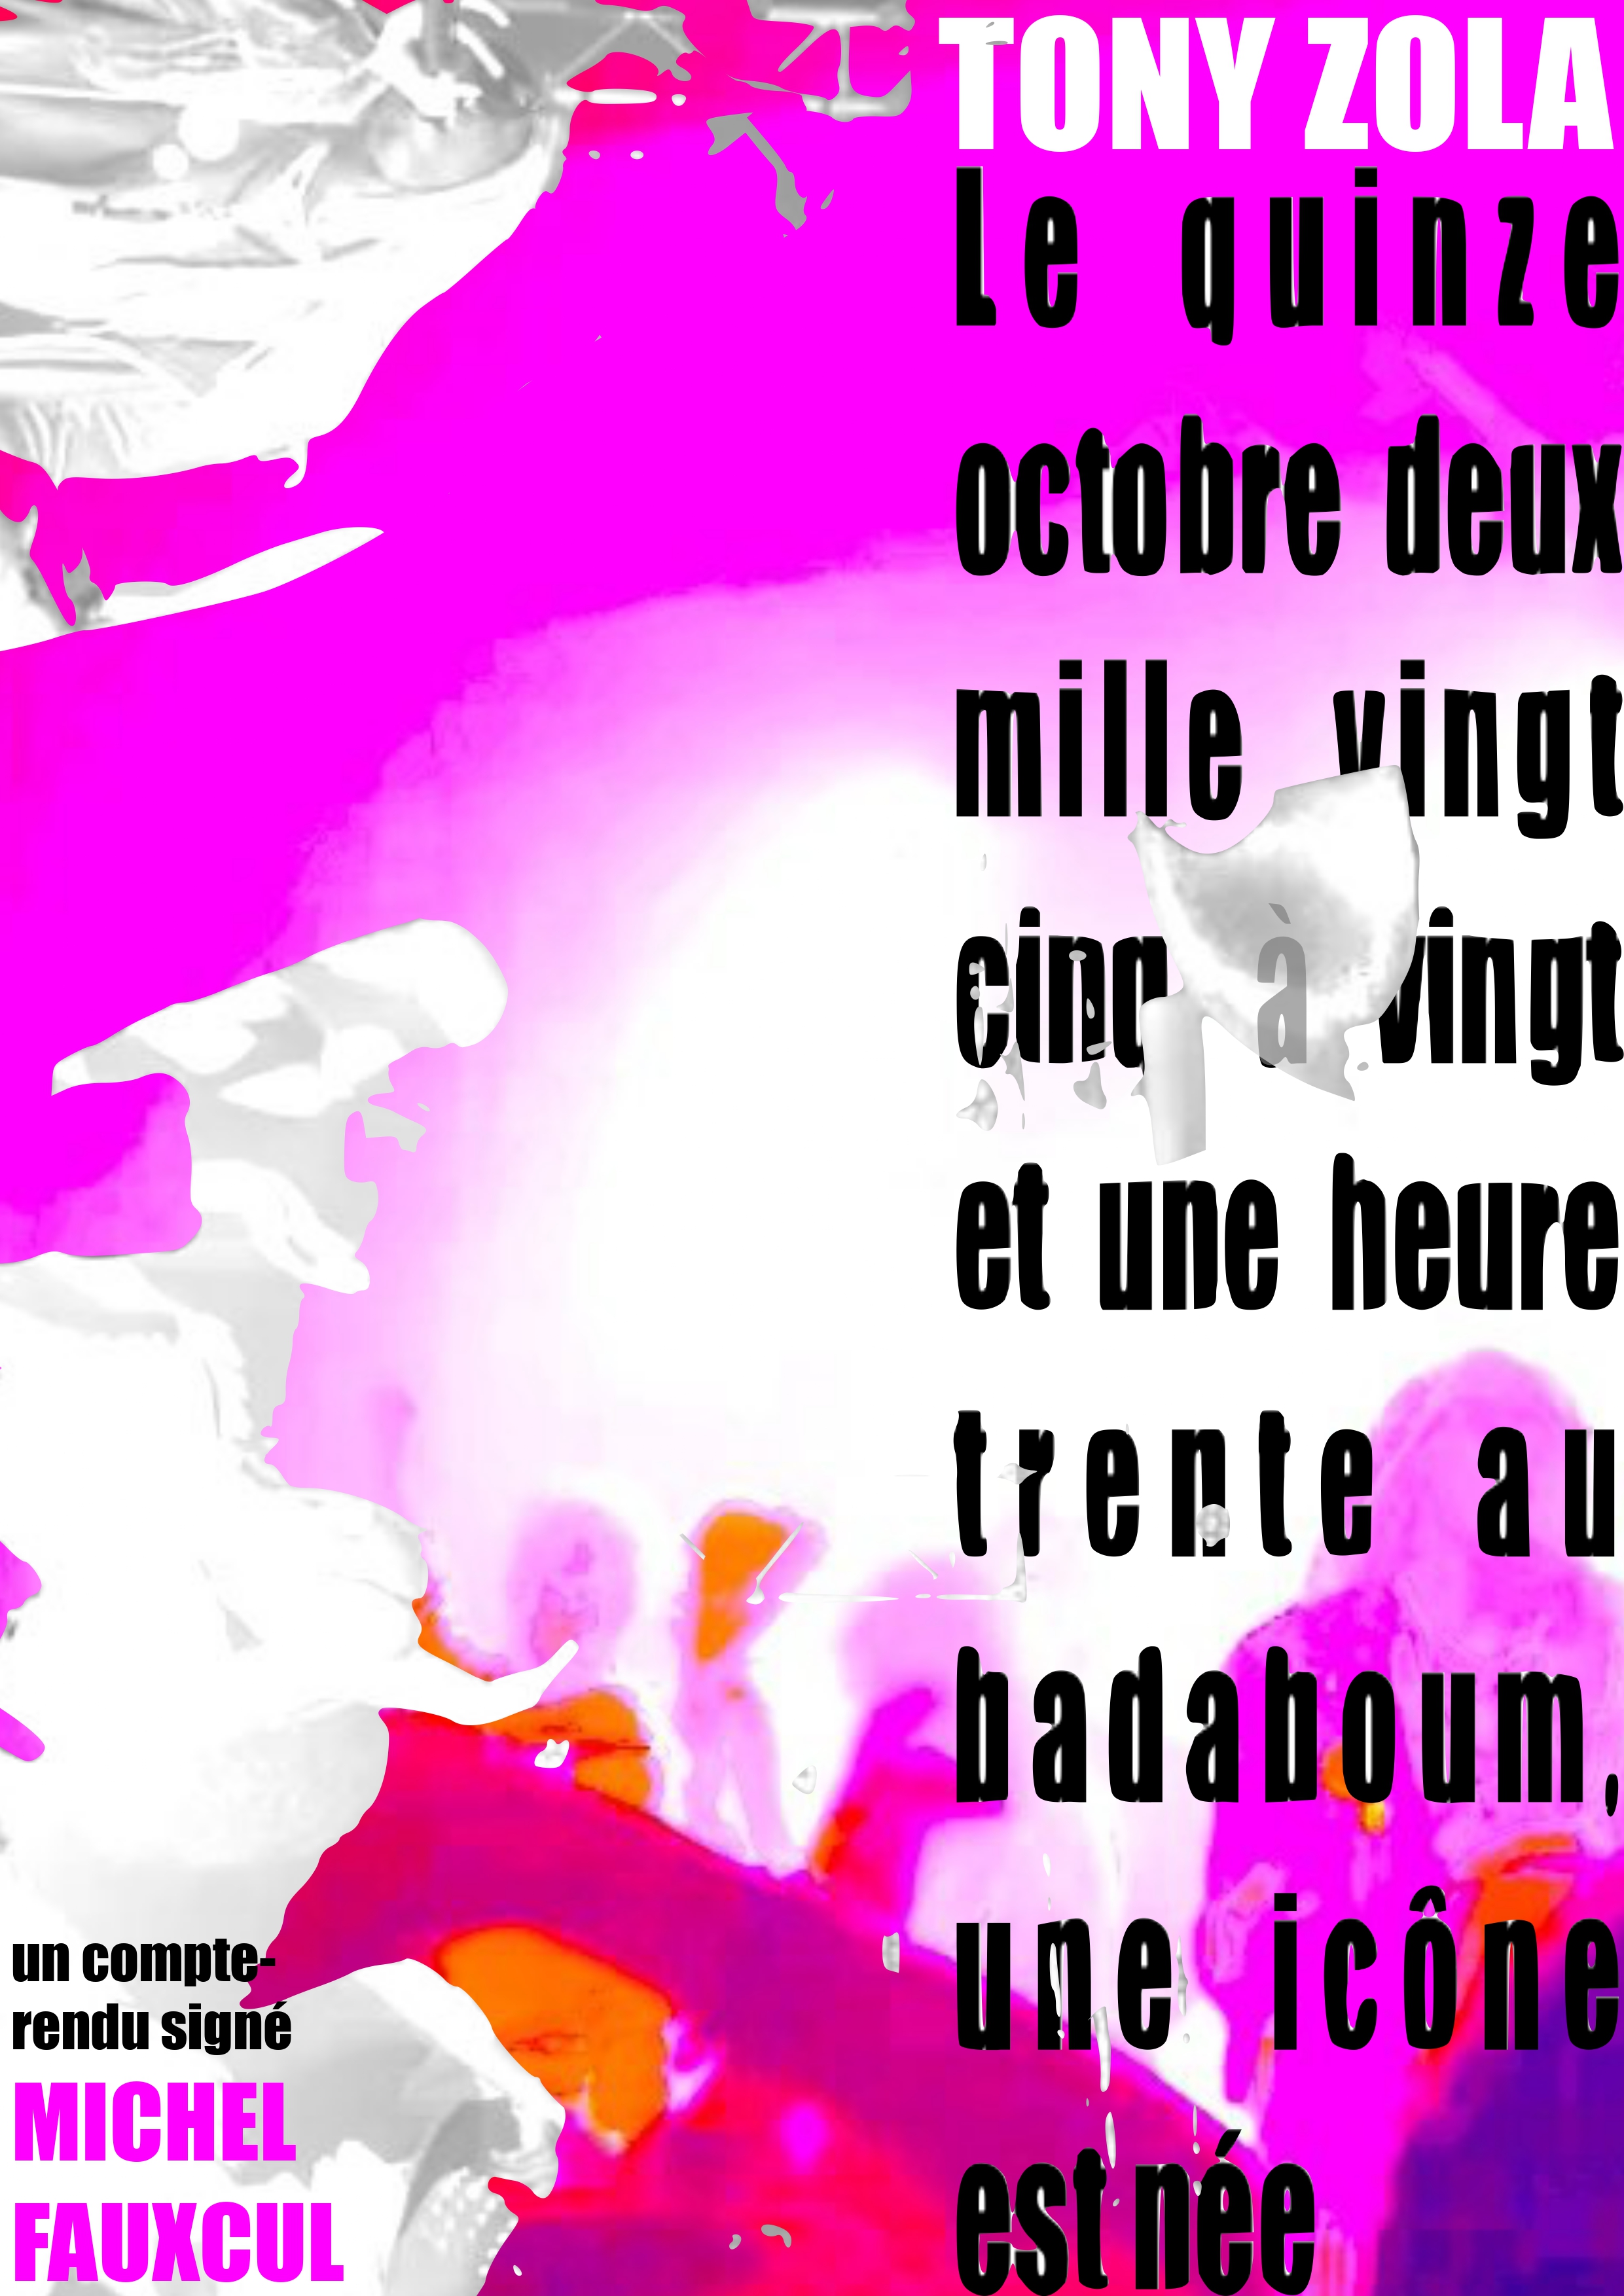 TONY ZOLA
Le quinze
octobre deux
mille vingt
cinq à vingt
et une heure
trente au
badaboum,
une icône
est née
un compte-
rendu signé
MICHEL
FAUXCUL